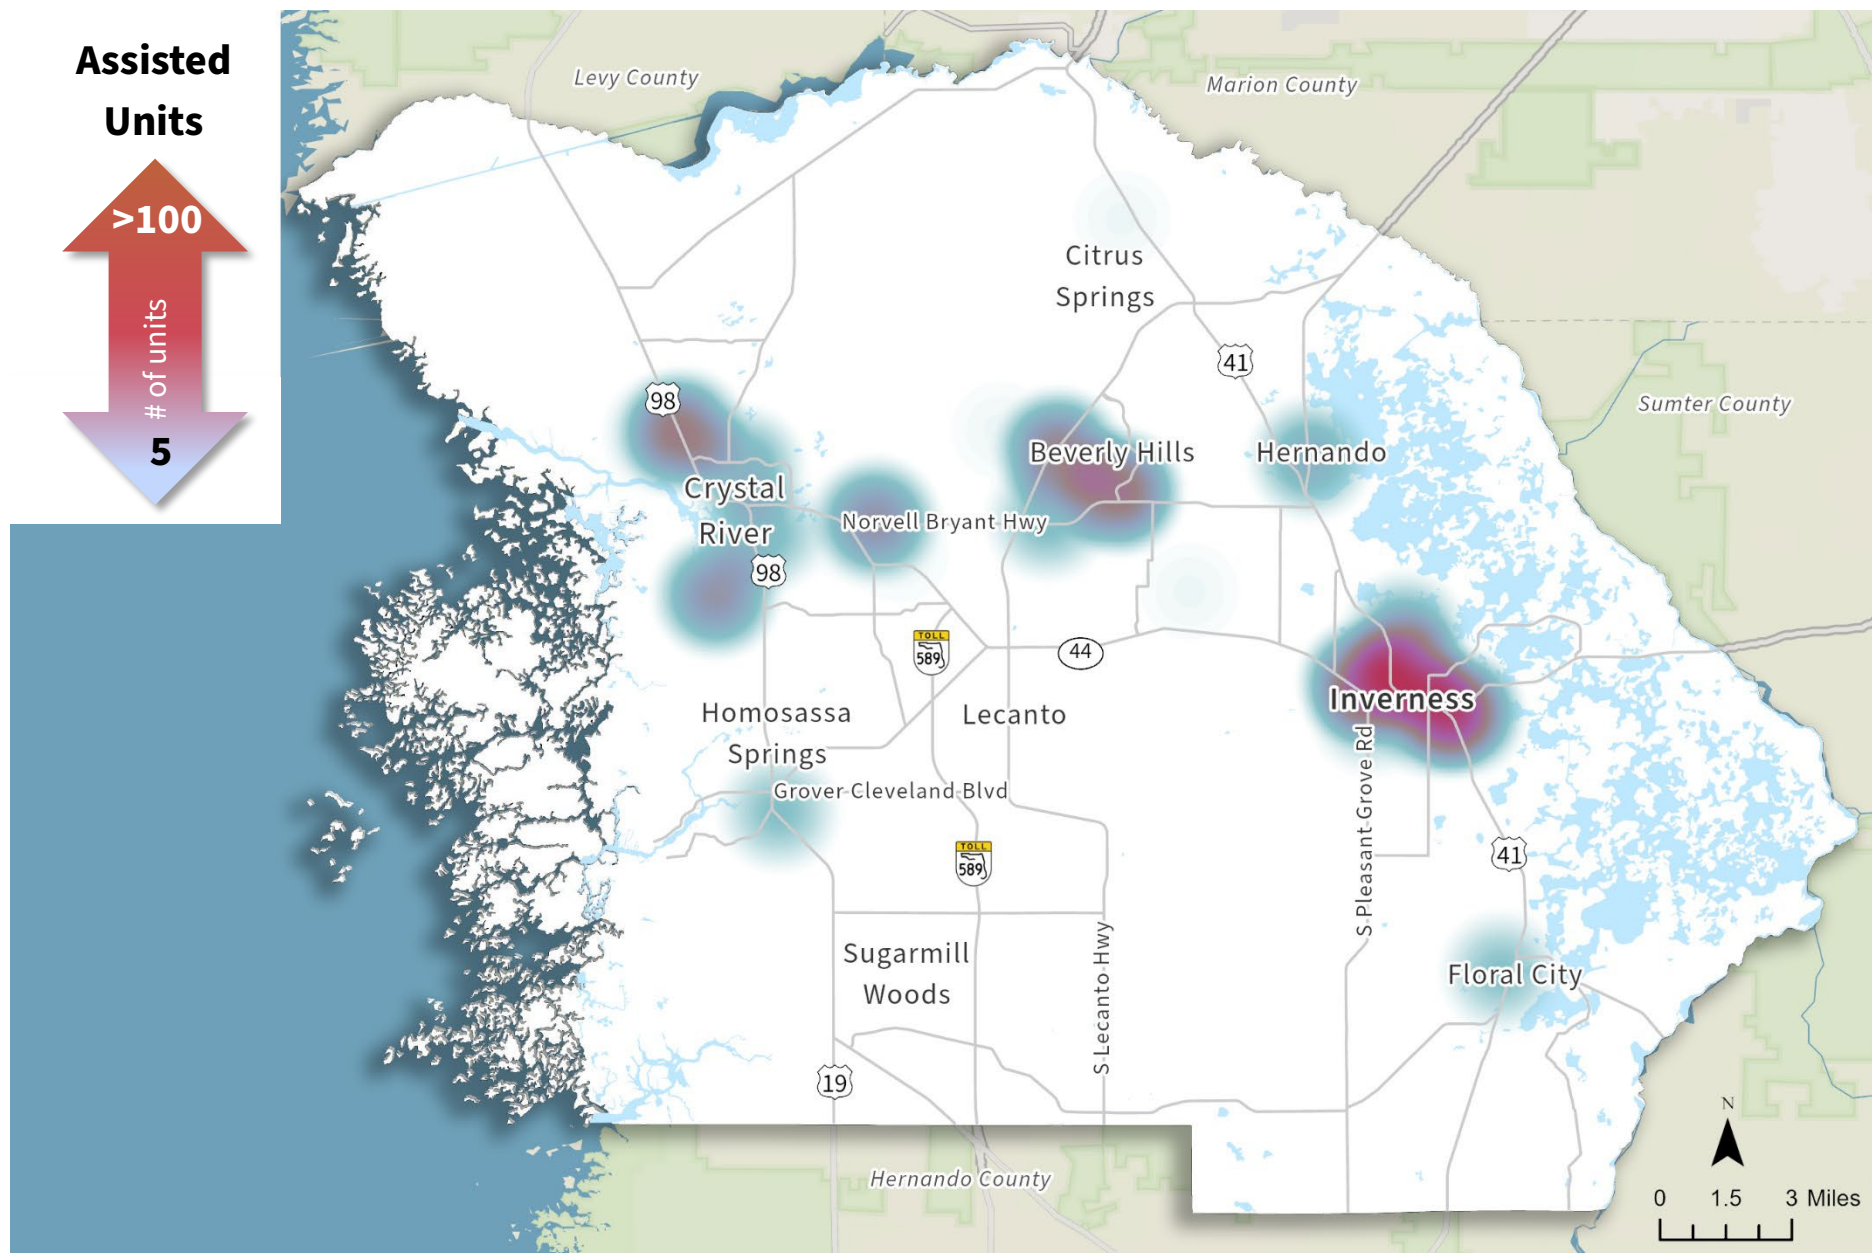 Assisted
Units
>100
# of units
5
Levy County
Marion County
Citrus
Springs
41
Sumter County
98
Beverly Hills
Hernando
Crystal
River
Norvell Bryant Hwy
98
TOLL
589
44
Inverness
Homosassa
Springs
Lecanto
Grover Cleveland Blvd
S Pleasant Grove Rd
TOLL
589
41
Sugarmill
Woods
S Lecanto Hwy
Floral City
19
Hernando County
N
0 1.5 3 Miles